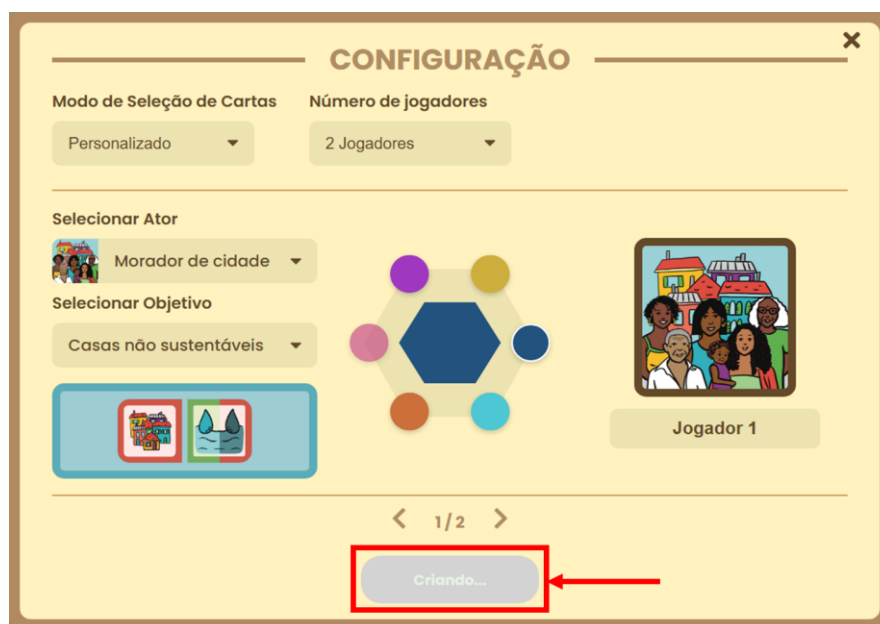 CONFIGURAÇÃO
Modo de Seleção de Cartas
Número de jogadores
Personalizado
2 Jogadores
Selecionar Ator
Morador de cidade
Selecionar Objetivo
Casas não sustentáveis
Jogador 1
1/2
Criando...